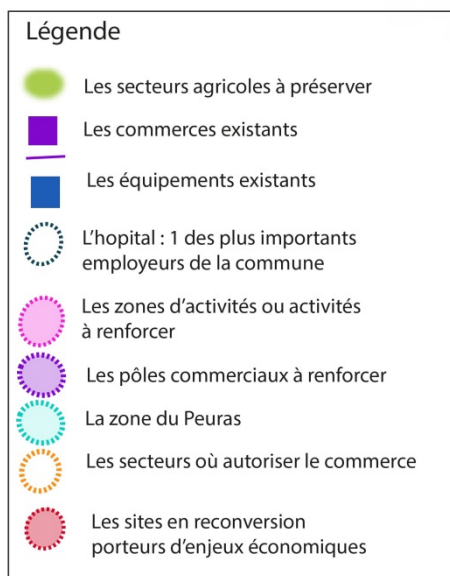 Légende
Les secteurs agricoles à préserver
Les commerces existants
Les équipements existants
L'hopital : 1 des plus importants
employeurs de la commune
Les zones d'activités ou activités
à renforcer
Les pôles commerciaux à renforcer
La zone du Peuras
Les secteurs où autoriser le commerce
Les sites en reconversion
porteurs d'enjeux économiques